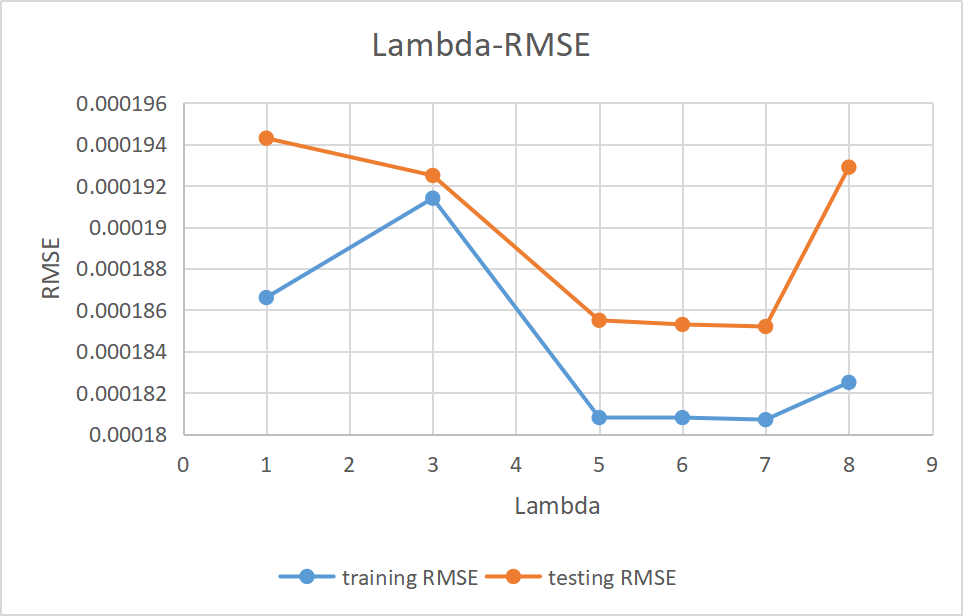 Lambda-RMSE
0.000196
0.000194
0.000192
0.00019
0.000188
0.000186
0.000184
0.000182
0.00018
RMSE
0 1 2 3 4 5 6 7 8 9
Lambda
training RMSE testing RMSE